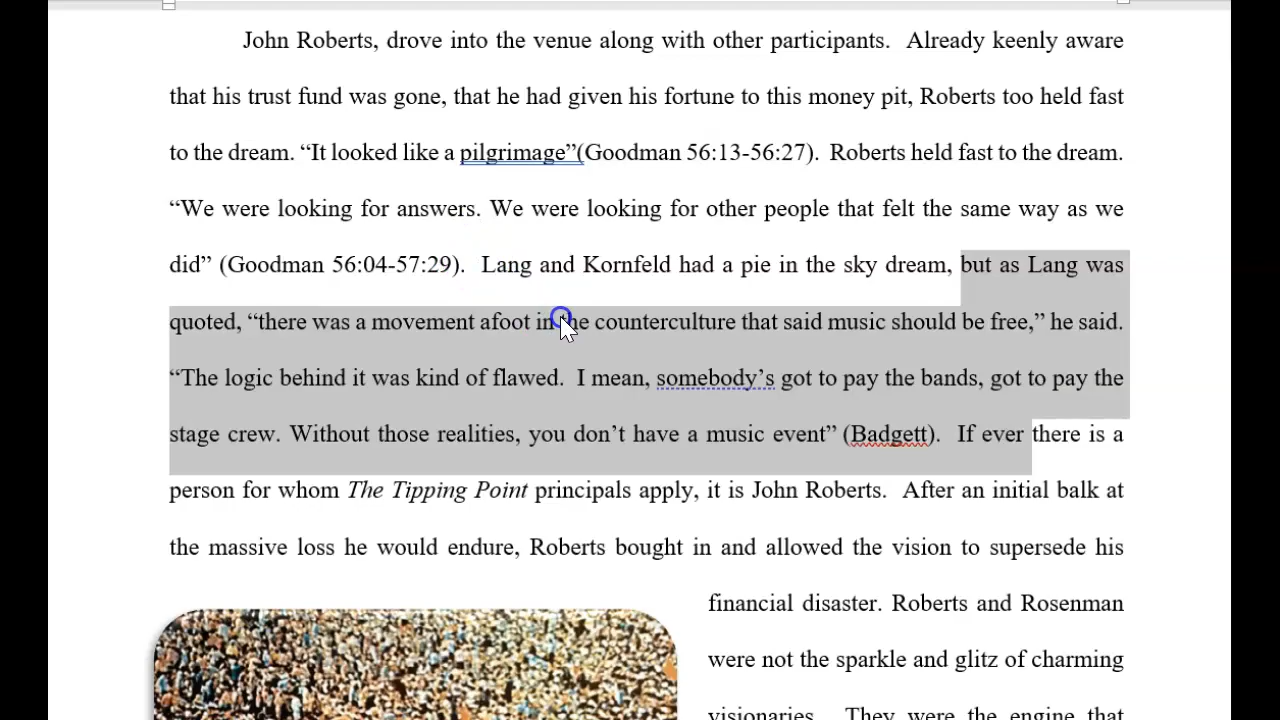 John Roberts, drove into the venue along with other participants.  Already keenly aware
that his trust fund was gone, that he had given his fortune to this money pit, Roberts too held fast
to the dream. “It looked like a pilgrimage”(Goodman 56:13-56:27).  Roberts held fast to the dream.
“We were looking for answers. We were looking for other people that felt the same way as we
did” (Goodman 56:04-57:29).  Lang and Kornfeld had a pie in the sky dream, but as Lang was
quoted, “there was a movement afoot in the counterculture that said music should be free,” he said.
“The logic behind it was kind of flawed.  I mean, somebody’s got to pay the bands, got to pay the
stage crew. Without those realities, you don’t have a music event” (Badgett).  If ever there is a
person for whom The Tipping Point principals apply, it is John Roberts.  After an initial balk at
the massive loss he would endure, Roberts bought in and allowed the vision to supersede his
financial disaster. Roberts and Rosenman
were not the sparkle and glitz of charming
visionaries.  They were the engine that